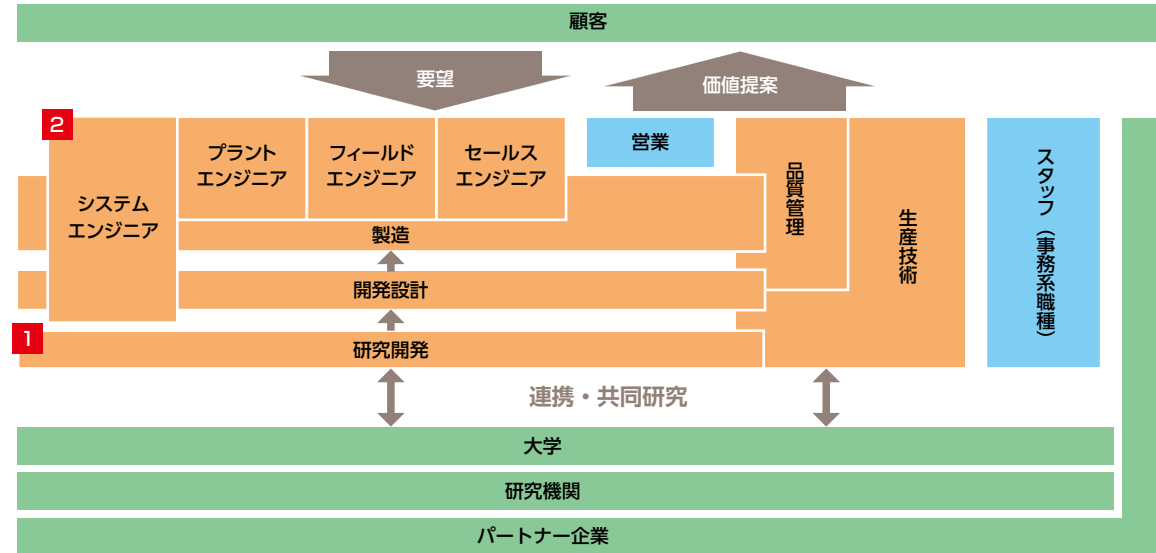 顧客
要望
価値提案
2
システム
エンジニア
プラント
エンジニア
フィールド
エンジニア
セールス
エンジニア
営業
品質管理
生産技術
スタッフ（事務系職種）
製造
開発設計
1
研究開発
連携・共同研究
大学
研究機関
パートナー企業